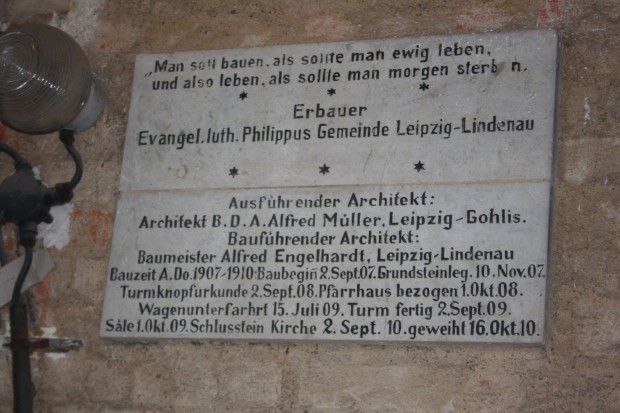 „Man soll bauen, als sollte man ewig leben,
und also leben, als sollte man morgen sterb n.
* * *
Erbauer
Evangel. luth. Philippus Gemeinde Leipzig-Lindenau
* * *
Ausführender Architekt:
Architekt B.D.A. Alfred Müller, Leipzig-Gohlis.
Bauführender Architekt:
Baumeister Alfred Engelhardt, Leipzig-Lindenau
Bauzeit A.Do. 1907-1910·Baubegin̄ 2.Sept.07. Grundsteinleg. 10. Nov. 07.
Turmknopfurkunde 2.Sept.08. Pfarrhaus bezogen 1.Okt.08.
Wagenunterfarhrt 15. Juli 09. Turm fertig 2.Sept.09.
Såle 1.Okt.09. Schlusstein Kirche 2. Sept. 10. geweiht 16.Okt.10.